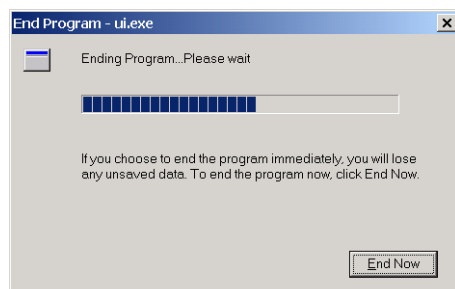 End Program - ui.exe
Ending Program...Please wait
If you choose to end the program immediately, you will lose
any unsaved data. To end the program now, click End Now.
End Now